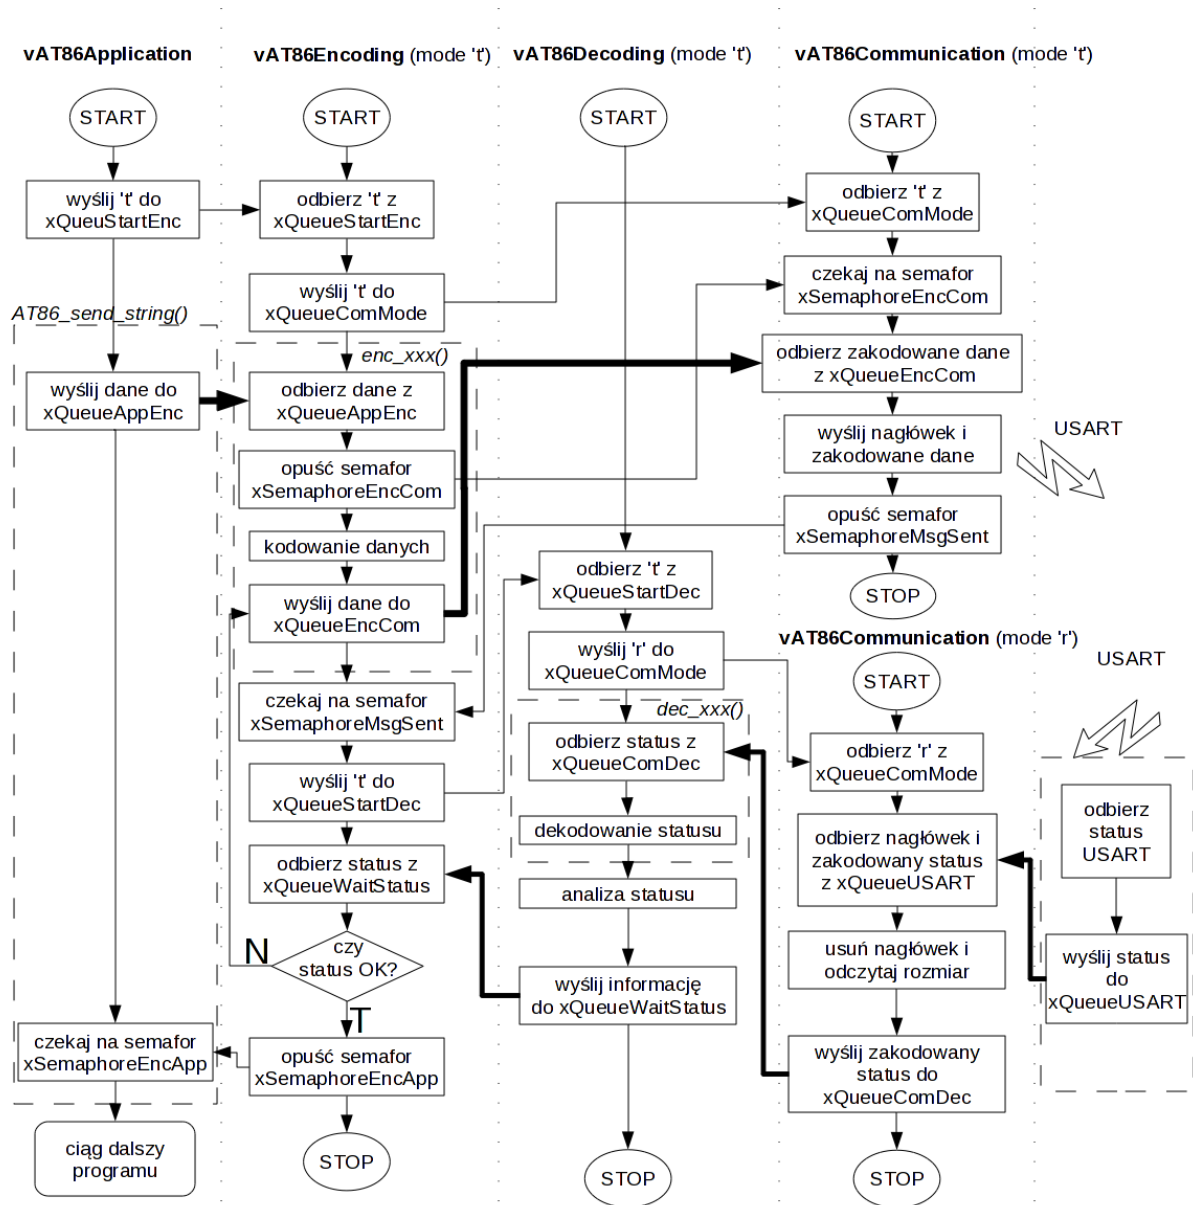 vAT86Application
START
wyślij 't' do
xQueuStartEnc
AT86_send_string()
wyślij dane do
xQueueAppEnc
czekaj na semafor
xSemaphoreEncApp
ciąg dalszy
programu
vAT86Encoding (mode 't')
START
odbierz 't' z
xQueueStartEnc
wyślij 't' do
xQueueComMode
enc_xxx()
odbierz dane z
xQueueAppEnc
opuść semafor
xSemaphoreEncCom
kodowanie danych
wyślij dane do
xQueueEncCom
czekaj na semafor
xSemaphoreMsgSent
wyślij 't' do
xQueueStartDec
odbierz status z
xQueueWaitStatus
N
czy
status OK?
T
opuść semafor
xSemaphoreEncApp
STOP
vAT86Decoding (mode 't')
START
odbierz 't' z
xQueueStartDec
wyślij 'r' do
xQueueComMode
dec_xxx()
odbierz status z
xQueueComDec
dekodowanie statusu
analiza statusu
wyślij informację
do xQueueWaitStatus
STOP
vAT86Communication (mode 't')
START
odbierz 't' z
xQueueComMode
czekaj na semafor
xSemaphoreEncCom
odbierz zakodowane dane
z xQueueEncCom
wyślij nagłówek i
zakodowane dane
USART
opuść semafor
xSemaphoreMsgSent
STOP
vAT86Communication (mode 'r')
START
odbierz 'r' z
xQueueComMode
odbierz nagłówek i
zakodowany status
z xQueueUSART
usuń nagłówek i
odczytaj rozmiar
wyślij zakodowany
status do
xQueueComDec
STOP
USART
odbierz
status
USART
wyślij status
do
xQueueUSART